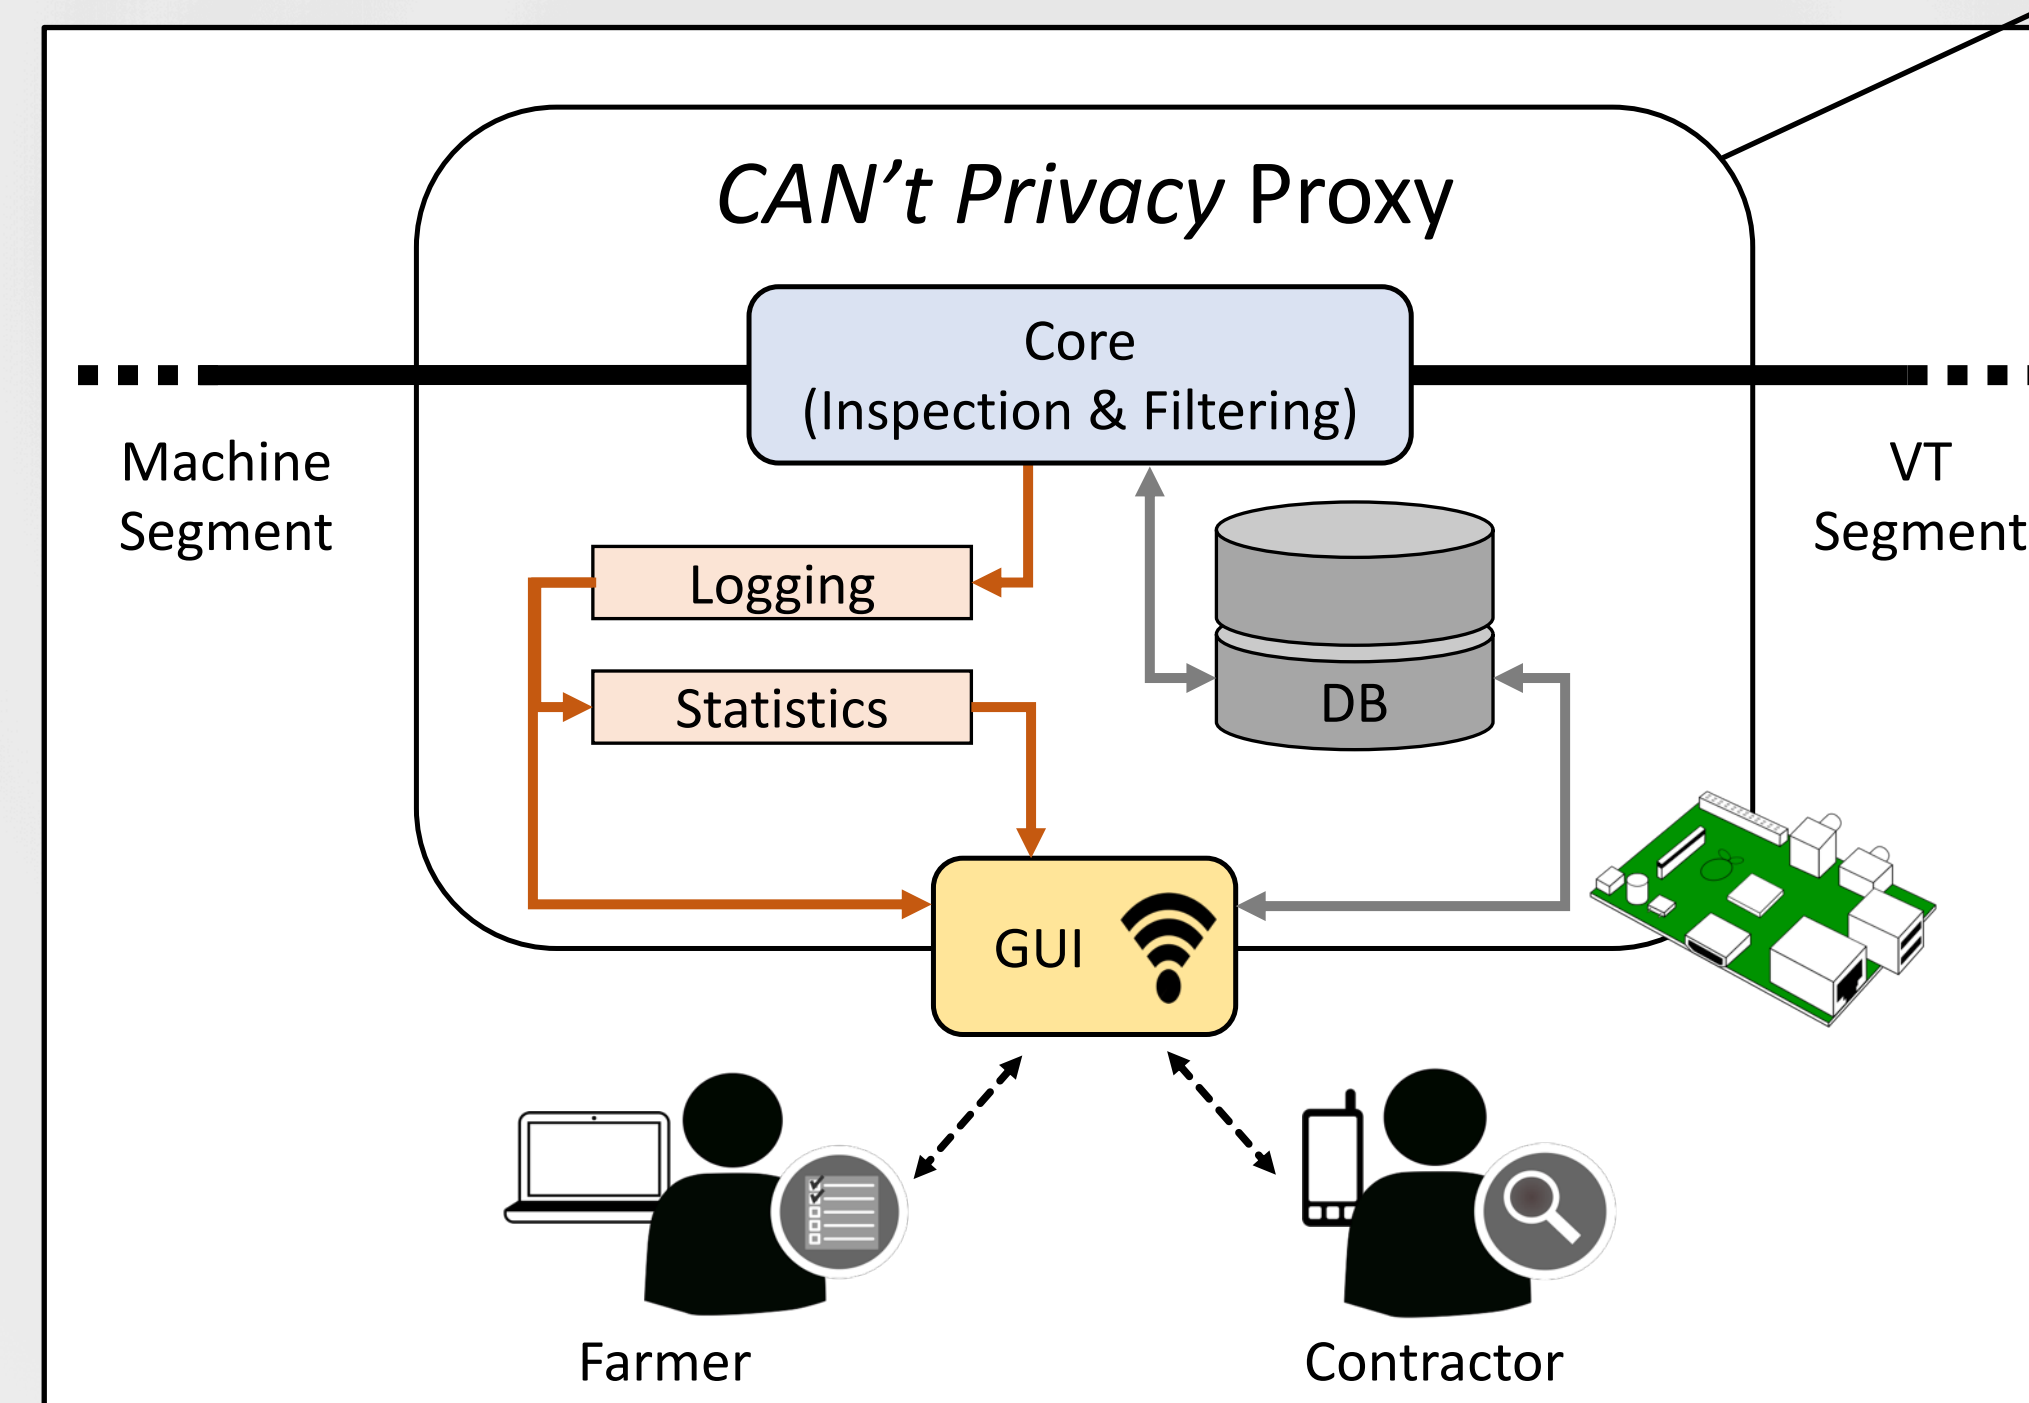 CAN’t Privacy Proxy
Core
(Inspection & Filtering)
Machine
Segment
VT
Segment
Logging
Statistics
DB
GUI
Farmer
Contractor